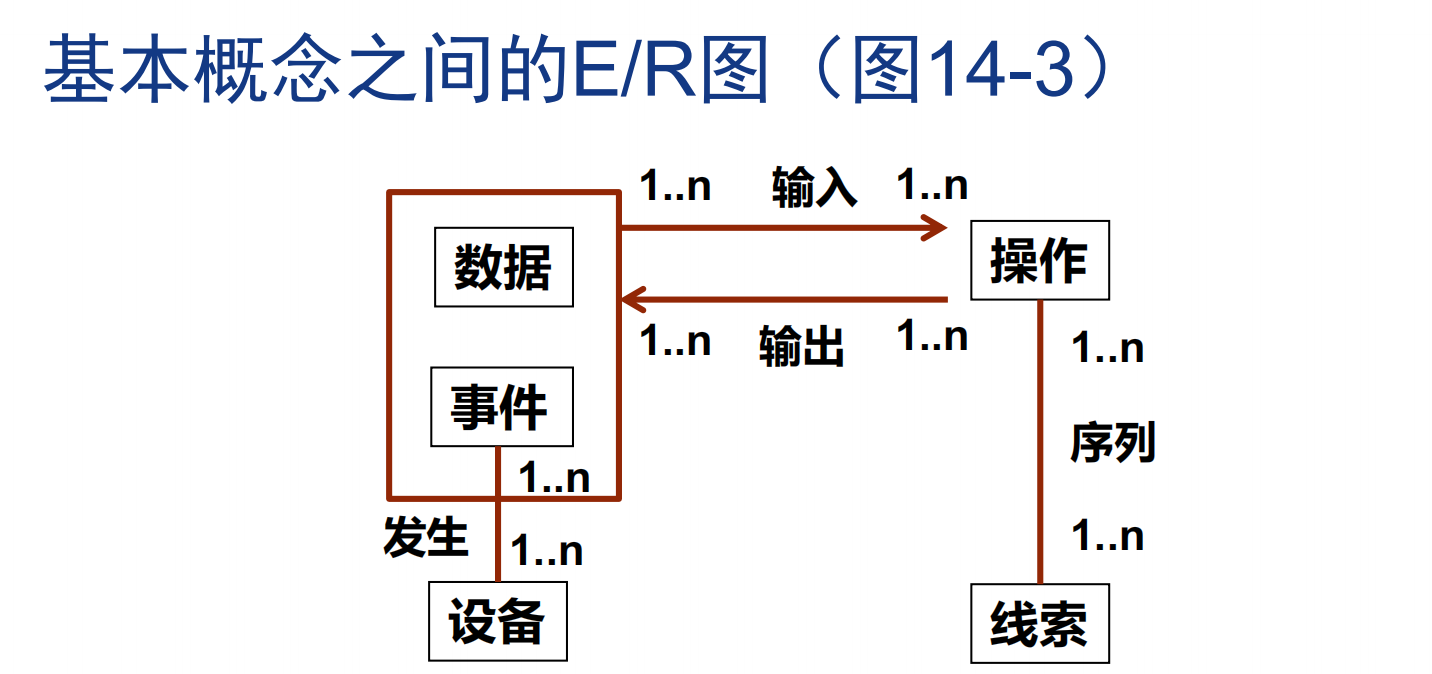 基本概念之间的E/R图（图14-3）
1..n 输入 1..n
数据
操作
1..n 输出 1..n
1..n
事件
序列
1..n
发生
1..n
1..n
设备
线索